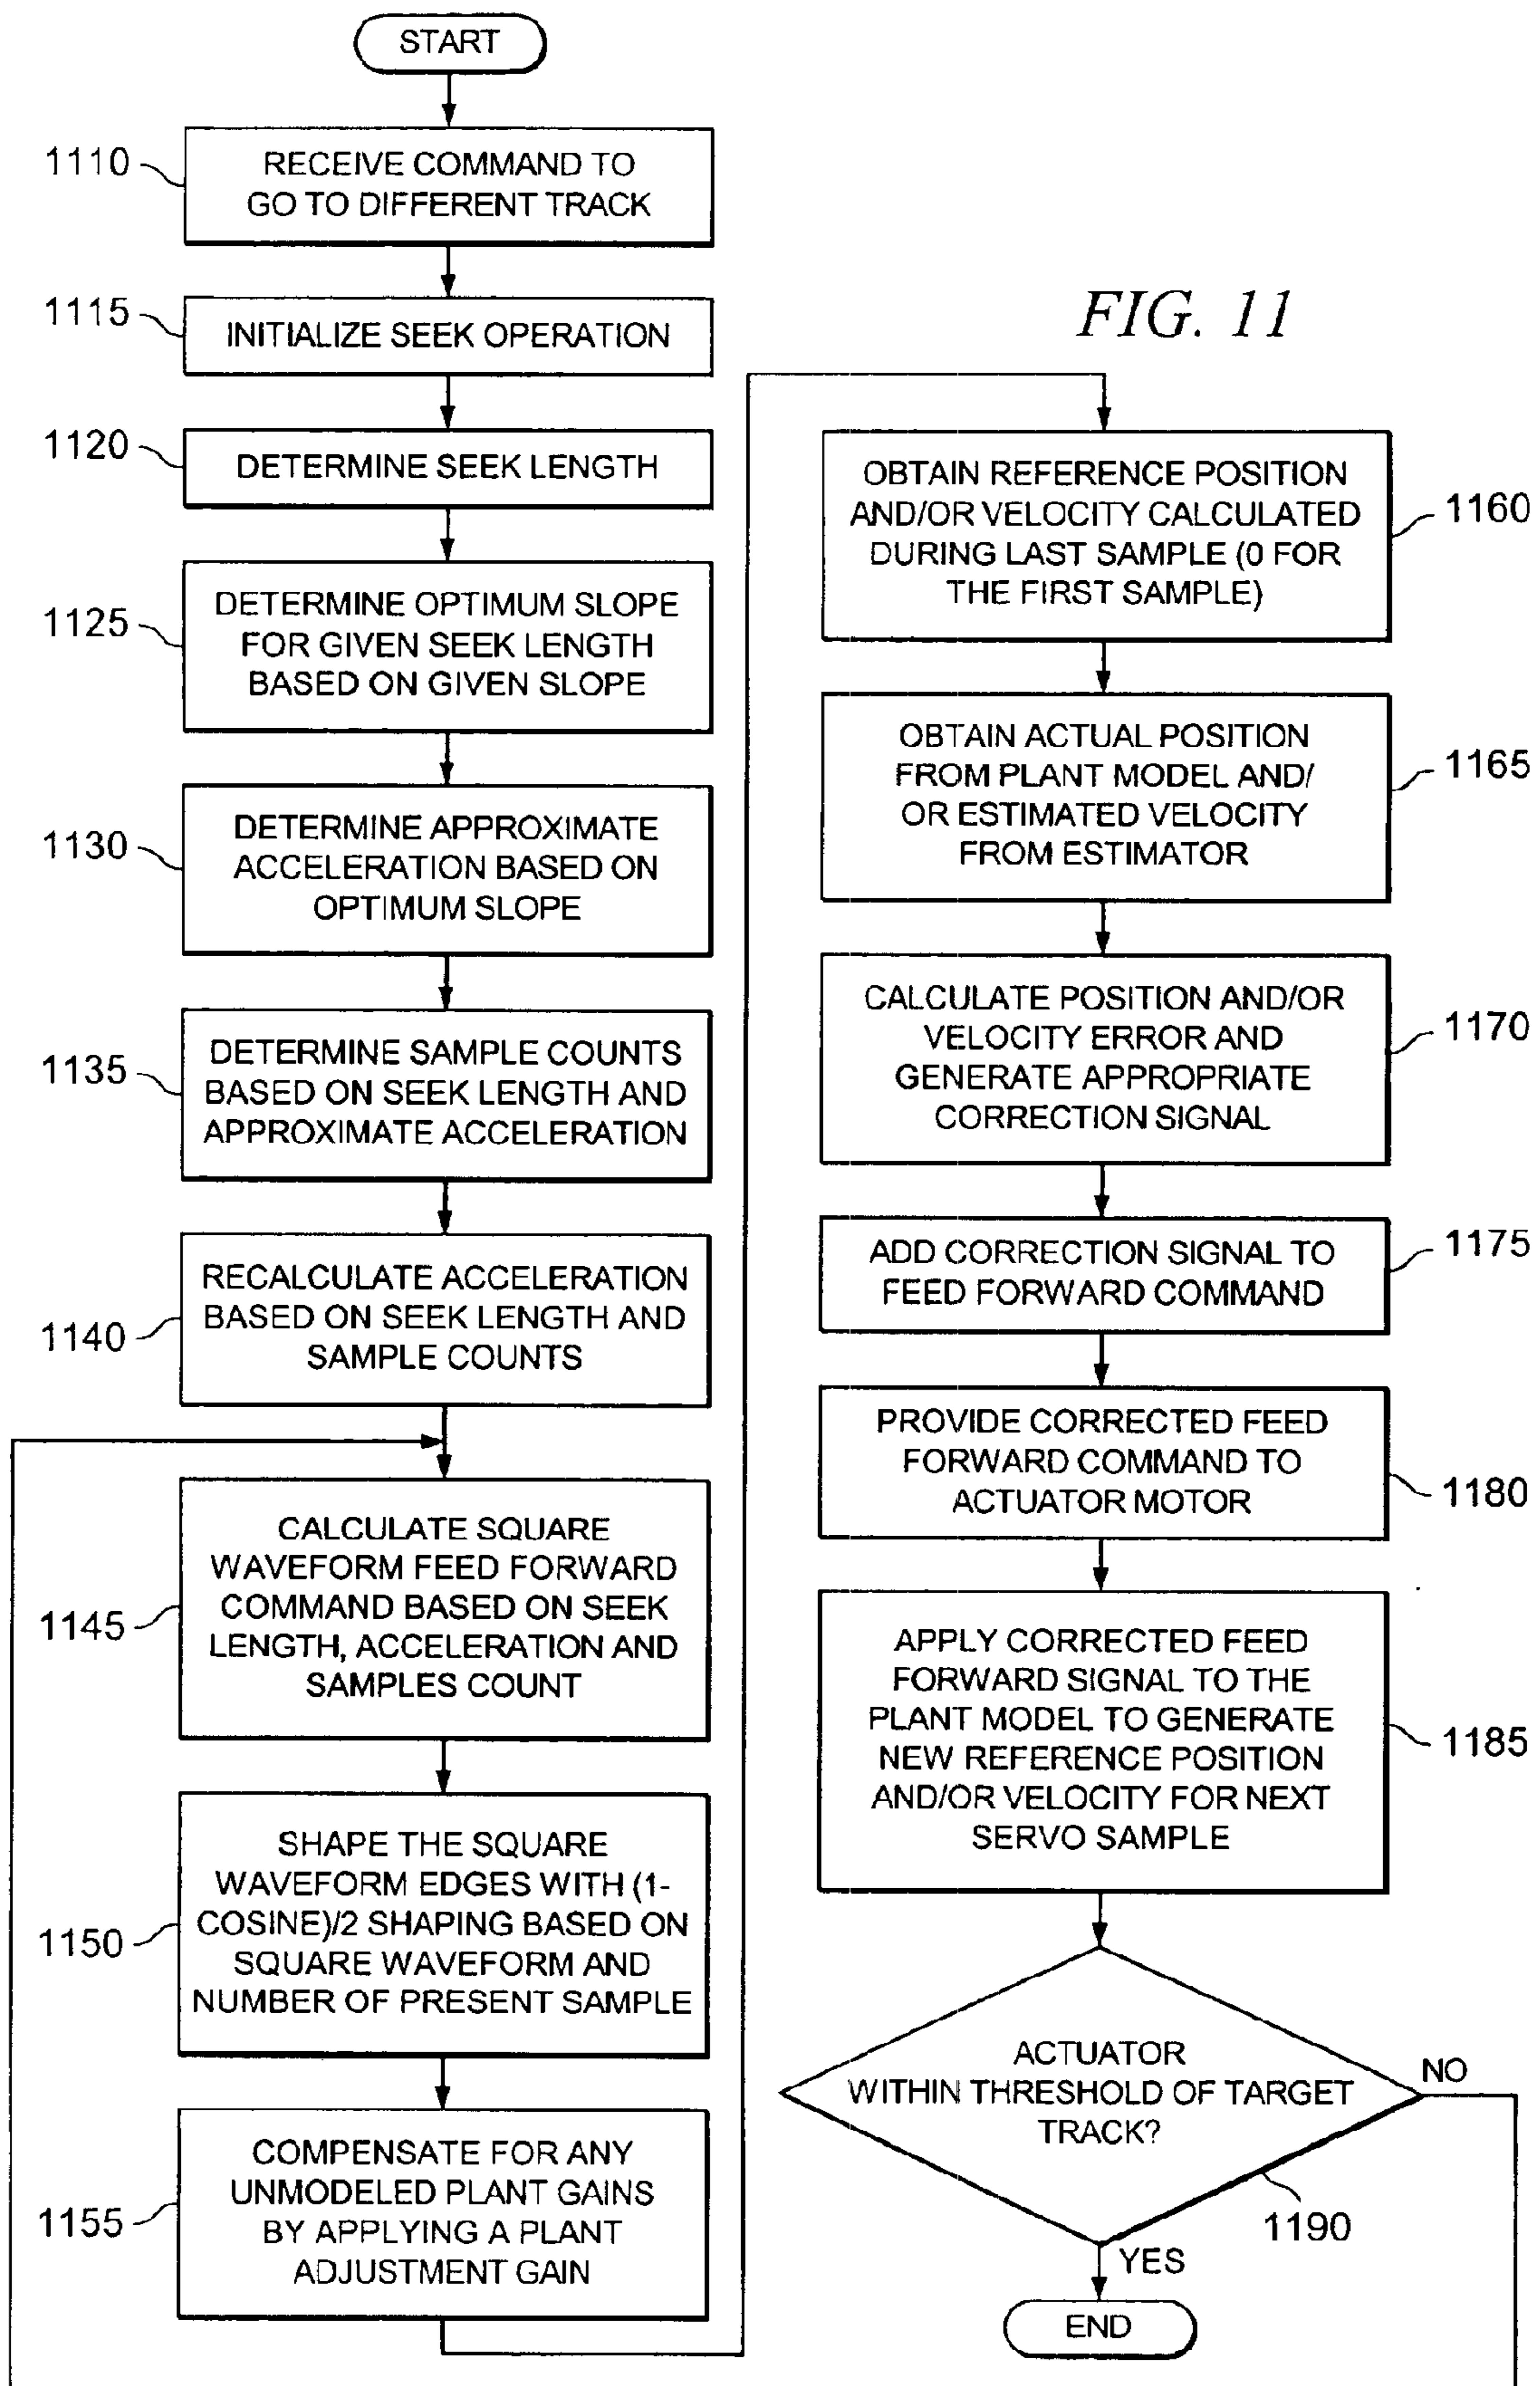 START
1110
RECEIVE COMMAND TO
GO TO DIFFERENT TRACK
1115
INITIALIZE SEEK OPERATION
1120
DETERMINE SEEK LENGTH
1125
DETERMINE OPTIMUM SLOPE
FOR GIVEN SEEK LENGTH
BASED ON GIVEN SLOPE
1130
DETERMINE APPROXIMATE
ACCELERATION BASED ON
OPTIMUM SLOPE
1135
DETERMINE SAMPLE COUNTS
BASED ON SEEK LENGTH AND
APPROXIMATE ACCELERATION
1140
RECALCULATE ACCELERATION
BASED ON SEEK LENGTH AND
SAMPLE COUNTS
1145
CALCULATE SQUARE
WAVEFORM FEED FORWARD
COMMAND BASED ON SEEK
LENGTH, ACCELERATION AND
SAMPLES COUNT
1150
SHAPE THE SQUARE
WAVEFORM EDGES WITH (1-
COSINE)/2 SHAPING BASED ON
SQUARE WAVEFORM AND
NUMBER OF PRESENT SAMPLE
1155
COMPENSATE FOR ANY
UNMODELED PLANT GAINS
BY APPLYING A PLANT
ADJUSTMENT GAIN
FIG. 11
OBTAIN REFERENCE POSITION
AND/OR VELOCITY CALCULATED
DURING LAST SAMPLE (0 FOR
THE FIRST SAMPLE)
1160
OBTAIN ACTUAL POSITION
FROM PLANT MODEL AND/
OR ESTIMATED VELOCITY
FROM ESTIMATOR
1165
CALCULATE POSITION AND/OR
VELOCITY ERROR AND
GENERATE APPROPRIATE
CORRECTION SIGNAL
1170
ADD CORRECTION SIGNAL TO
FEED FORWARD COMMAND
1175
PROVIDE CORRECTED FEED
FORWARD COMMAND TO
ACTUATOR MOTOR
1180
APPLY CORRECTED FEED
FORWARD SIGNAL TO THE
PLANT MODEL TO GENERATE
NEW REFERENCE POSITION
AND/OR VELOCITY FOR NEXT
SERVO SAMPLE
1185
ACTUATOR
WITHIN THRESHOLD OF TARGET
TRACK?
NO
1190
YES
END